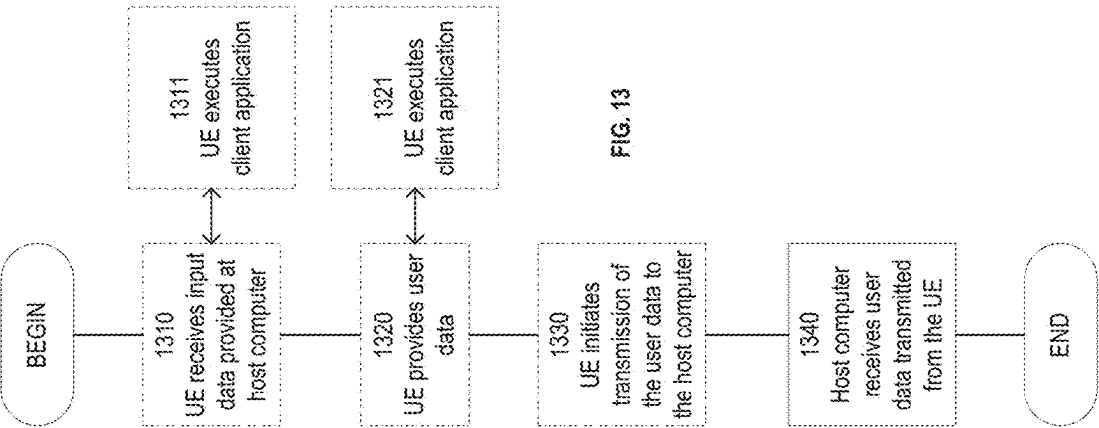 BEGIN
1310
UE receives input
data provided at
host computer
1311
UE executes
client application
1320
UE provides user
data
1321
UE executes
client application
1330
UE initiates
transmission of
the user data to
the host computer
1340
Host computer
receives user
data transmitted
from the UE
END
FIG. 13